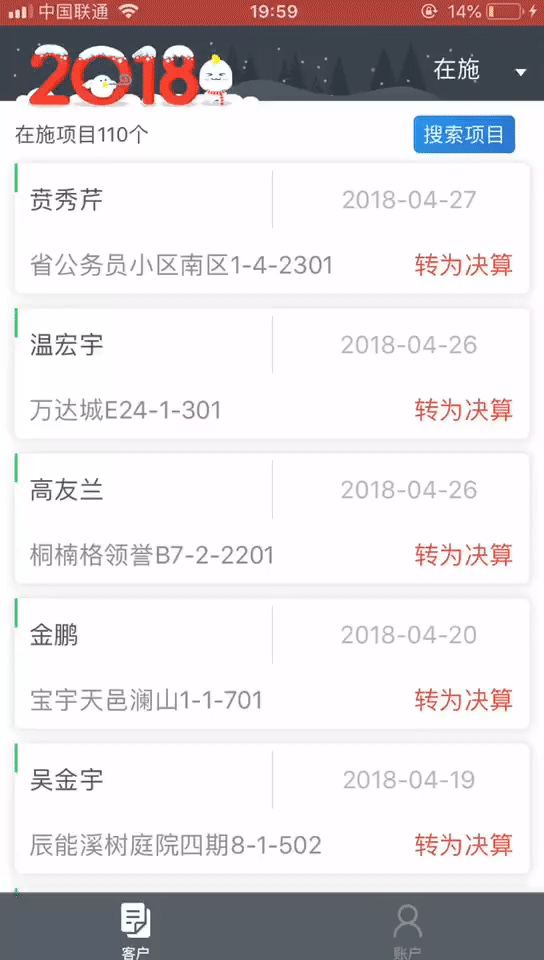 中国联通 19:59 14%
2018 在施
在施项目110个 搜索项目
贲秀芹 2018-04-27
省公务员小区南区1-4-2301 转为决算
温宏宇 2018-04-26
万达城E24-1-301 转为决算
高友兰 2018-04-26
桐楠格领誉B7-2-2201 转为决算
金鹏 2018-04-20
宝宇天邑澜山1-1-701 转为决算
吴金宇 2018-04-19
辰能溪树庭院四期8-1-502 转为决算
客户 账户